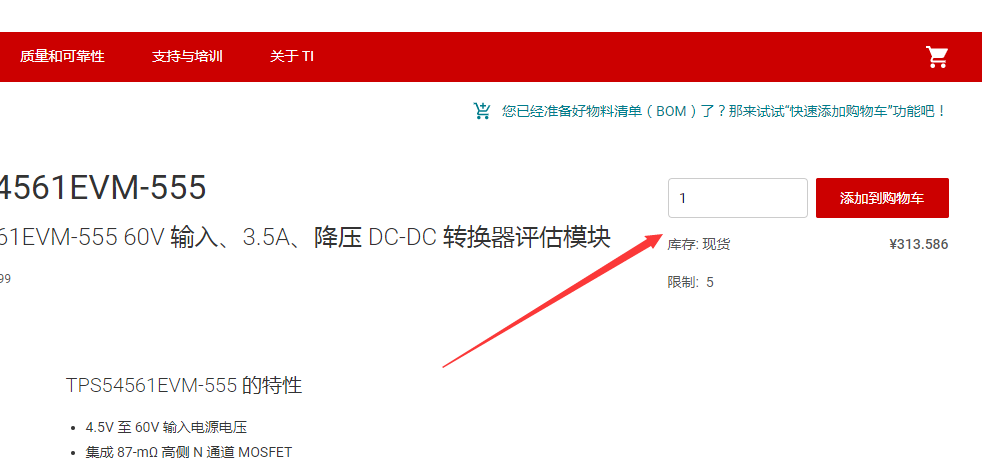 质量和可靠性 支持与培训 关于 TI
您已经准备好物料清单（BOM）了？那来试试“快速添加购物车”功能吧！
4561EVM-555
1 添加到购物车
61EVM-555 60V 输入、3.5A、降压 DC-DC 转换器评估模块
库存: 现货 ¥313.586
99
限制: 5
TPS54561EVM-555 的特性
• 4.5V 至 60V 输入电源电压
• 集成 87-mΩ 高侧 N 通道 MOSFET